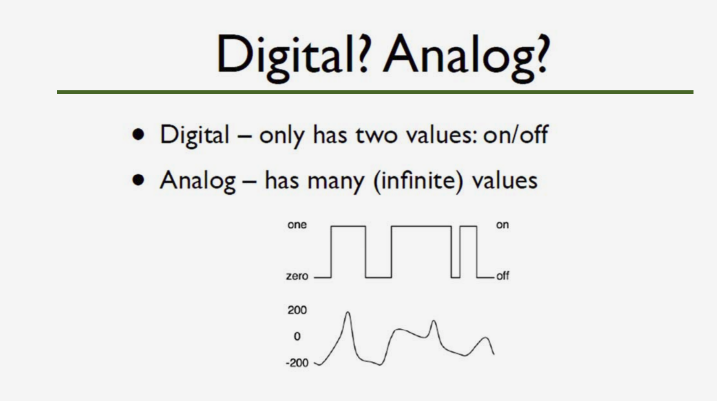 Digital? Analog?
• Digital – only has two values: on/off
• Analog – has many (infinite) values
one on
zero off
200
0
-200